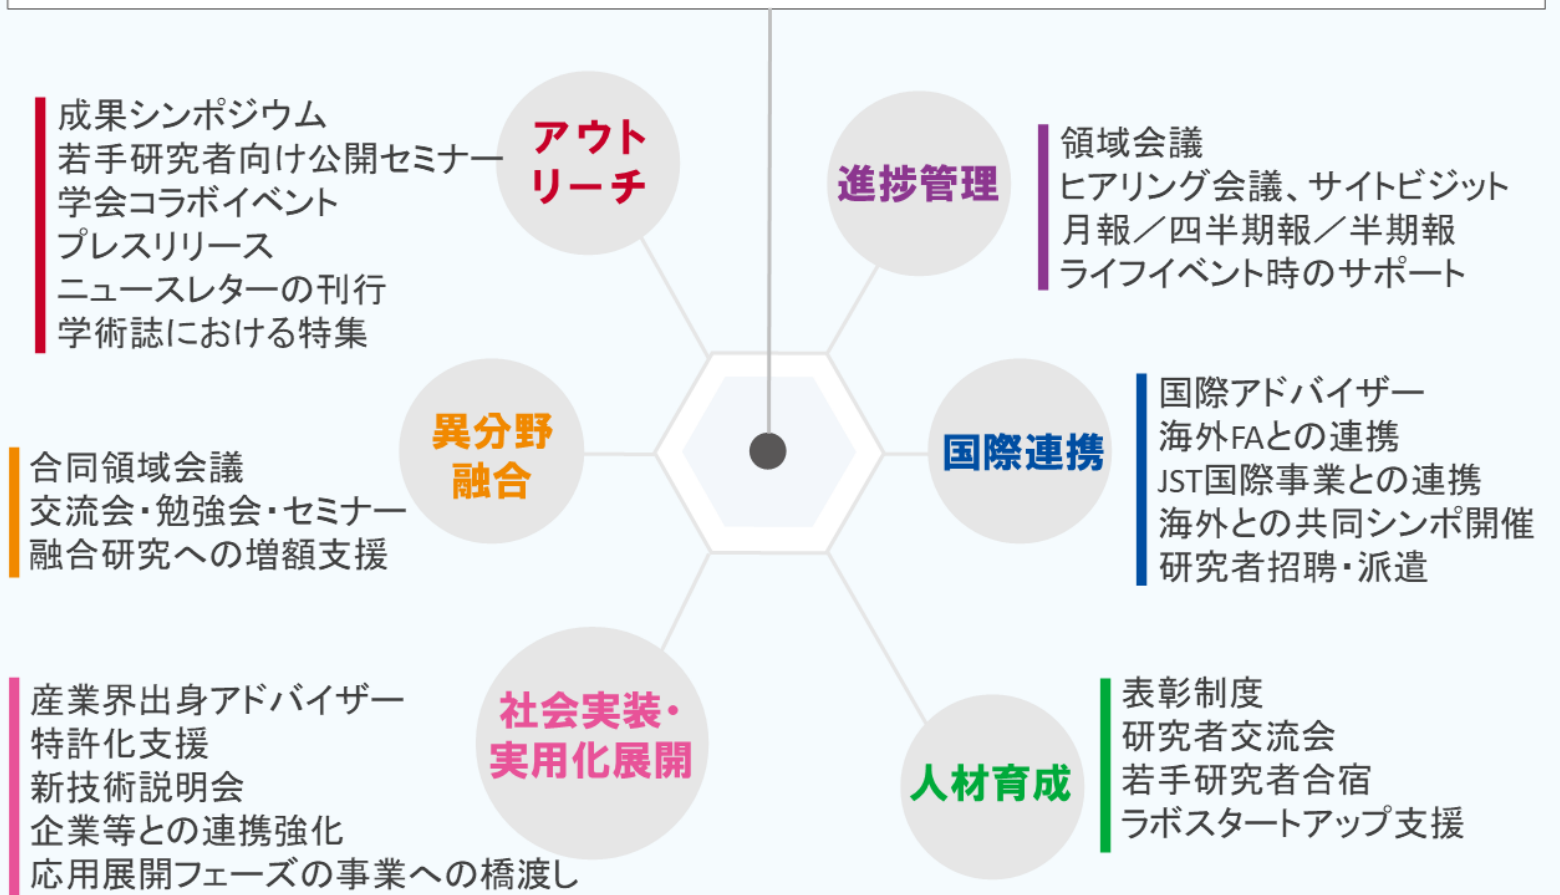 アウト
リーチ
成果シンポジウム
若手研究者向け公開セミナー
学会コラボイベント
プレスリリース
ニュースレターの刊行
学術誌における特集
進捗管理
領域会議
ヒアリング会議、サイトビジット
月報／四半期報／半期報
ライフイベント時のサポート
異分野
融合
合同領域会議
交流会・勉強会・セミナー
融合研究への増額支援
国際連携
国際アドバイザー
海外FAとの連携
JST国際事業との連携
海外との共同シンポ開催
研究者招聘・派遣
社会実装・
実用化展開
産業界出身アドバイザー
特許化支援
新技術説明会
企業等との連携強化
応用展開フェーズの事業への橋渡し
人材育成
表彰制度
研究者交流会
若手研究者合宿
ラボスタートアップ支援